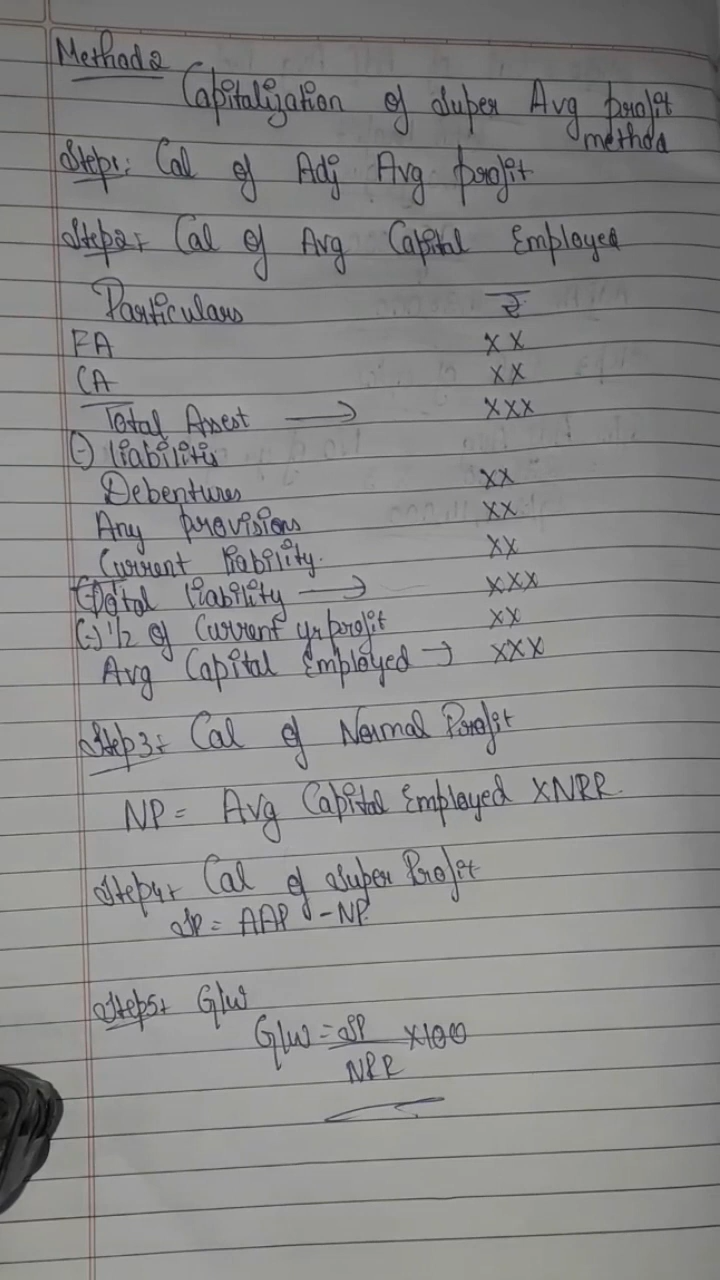 Method 2
Capitalization of Super Avg profit
method
Step1: Cal of Adj Avg profit
Step2: Cal of Avg Capital Employed
Particulars ₹
FA XX
CA XX
Total Assest → XXX
(-) liabilitis
Debentures XX
Any provisions XX
Current liability. XX
(-) Total liability → XXX
(-) 1/2 of Current yr profit XX
Avg Capital Employed → XXX
Step3: Cal of Normal Profit
NP = Avg Capital Employed X NRR.
Step4: Cal of Super Profit
SP = AAP - NP.
Step5: G/W
G/W = SP/NRR X100